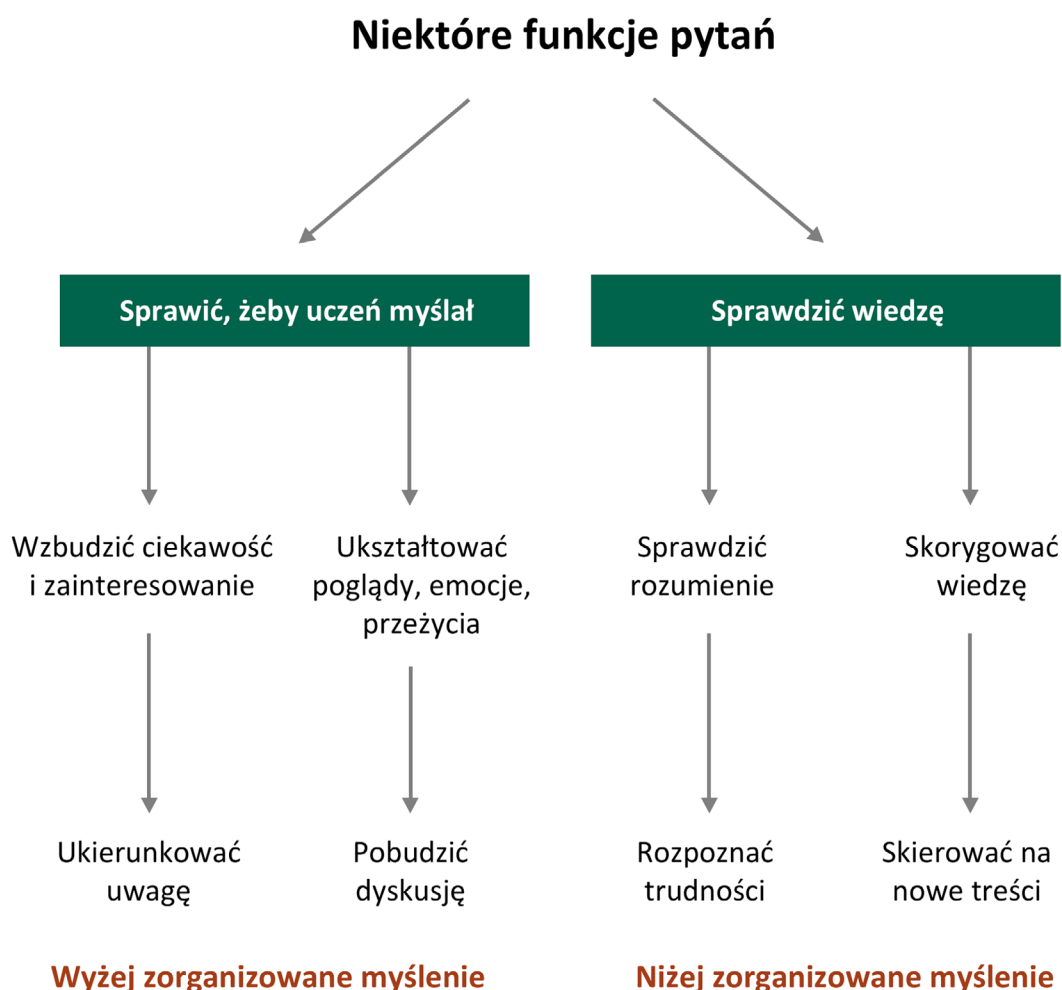 Niektóre funkcje pytań
Sprawić, żeby uczeń myślał
Sprawdzić wiedzę
Wzbudzić ciekawość
i zainteresowanie
Ukształtować
poglądy, emocje,
przeżycia
Sprawdzić
rozumienie
Skorygować
wiedzę
Ukierunkować
uwagę
Pobudzić
dyskusję
Rozpoznać
trudności
Skierować na
nowe treści
Wyżej zorganizowane myślenie
Niżej zorganizowane myślenie